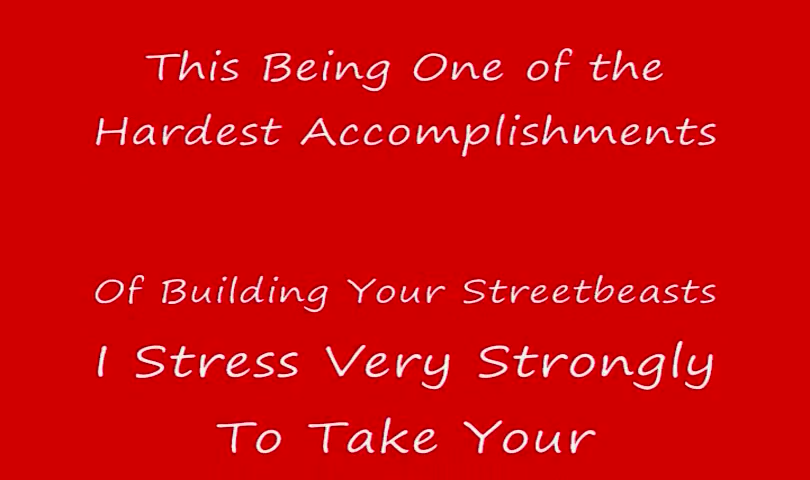 This Being One of the
Hardest Accomplishments
Of Building Your Streetbeasts
I Stress Very Strongly
To Take Your